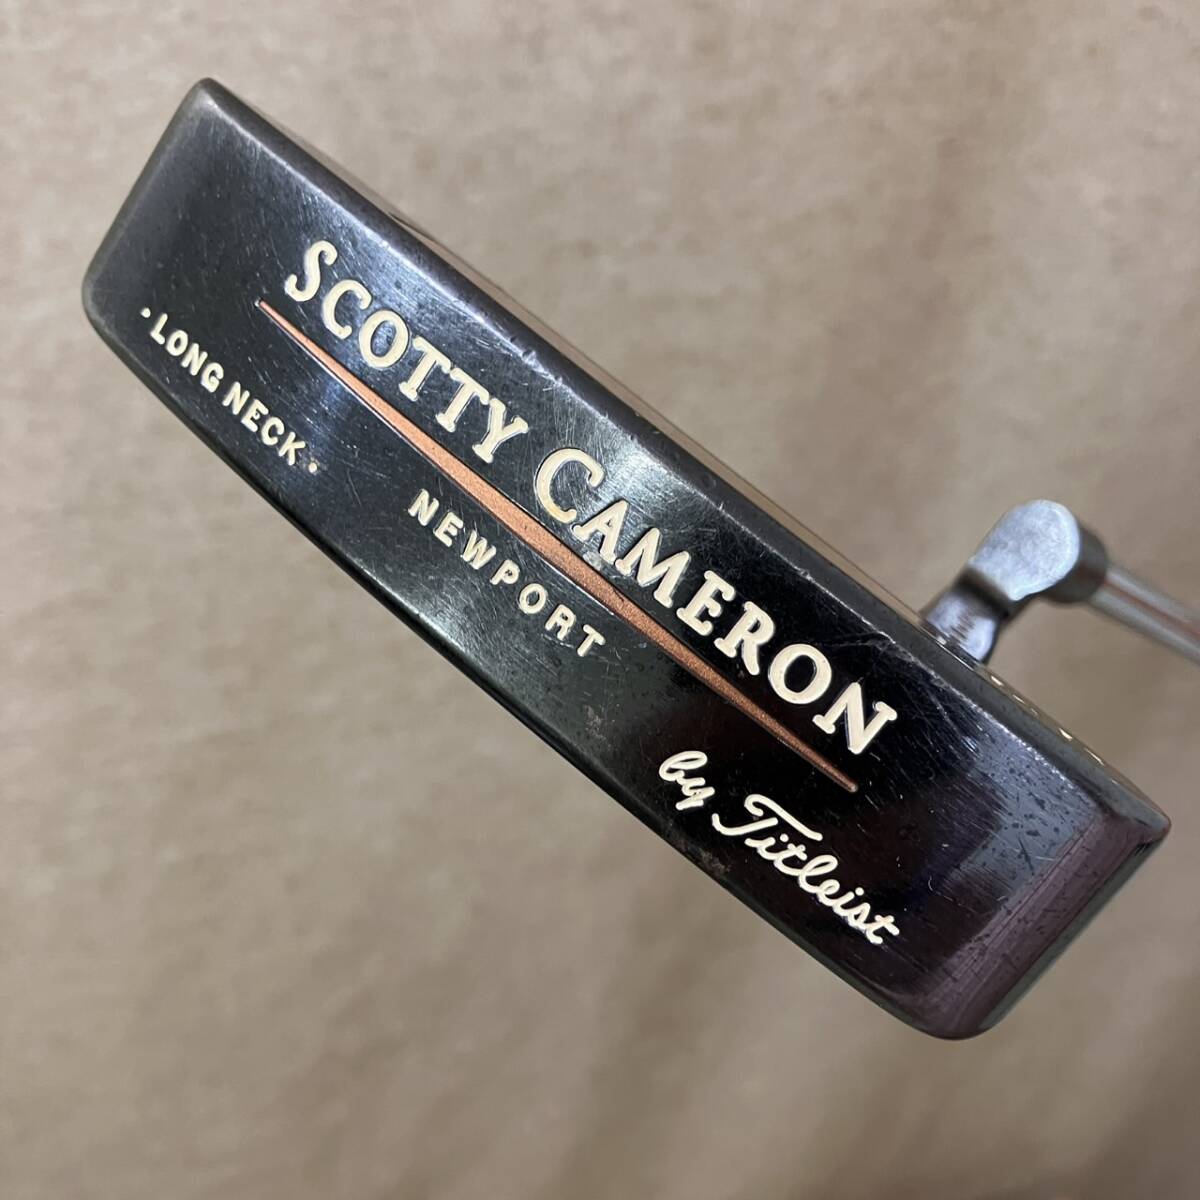 SCOTTY CAMERON
· LONG NECK ·
NEWPORT
by Titleist